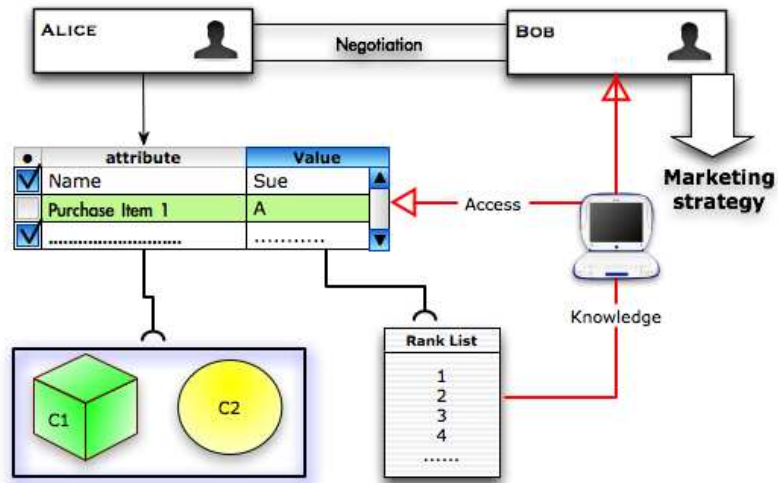 ALICE
Negotiation
BOB
attribute Value
Name Sue
Purchase Item 1 A
........................... ...........
Access
Marketing
strategy
Knowledge
C1
C2
Rank List
1
2
3
4
......